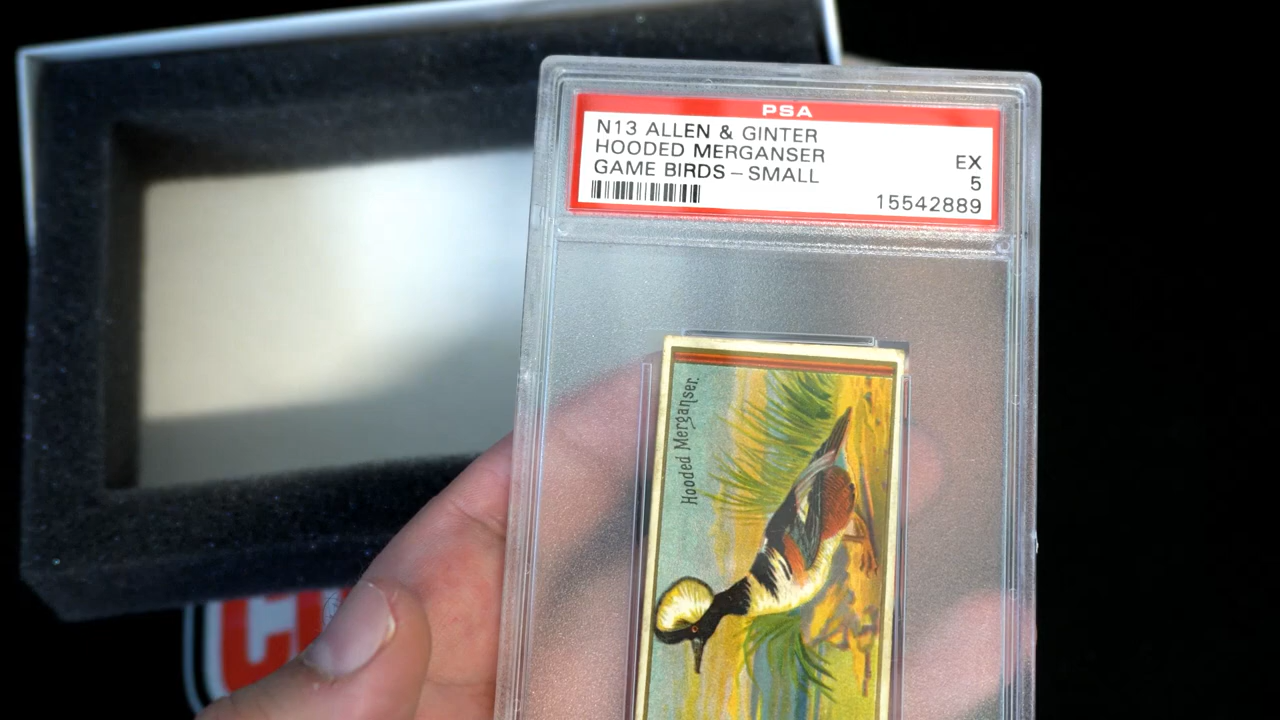 PSA
N13 ALLEN & GINTER
HOODED MERGANSER
GAME BIRDS – SMALL
EX
5
15542889
Hooded Merganser.